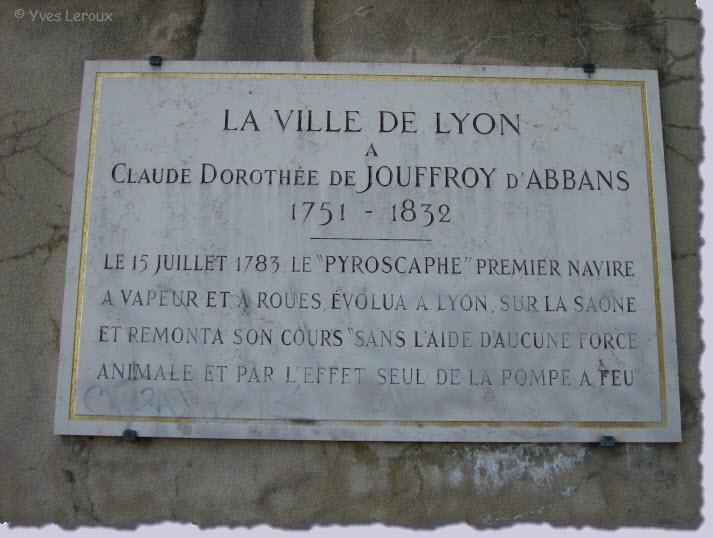 © Yves Leroux
LA VILLE DE LYON
A
CLAUDE DOROTHÉE DE JOUFFROY D'ABBANS
1751 - 1832
LE 15 JUILLET 1783, LE "PYROSCAPHE" PREMIER NAVIRE
A VAPEUR ET A ROUES, ÉVOLUA A LYON, SUR LA SAÔNE
ET REMONTA SON COURS "SANS L'AIDE D'AUCUNE FORCE
ANIMALE ET PAR L'EFFET SEUL DE LA POMPE A FEU"